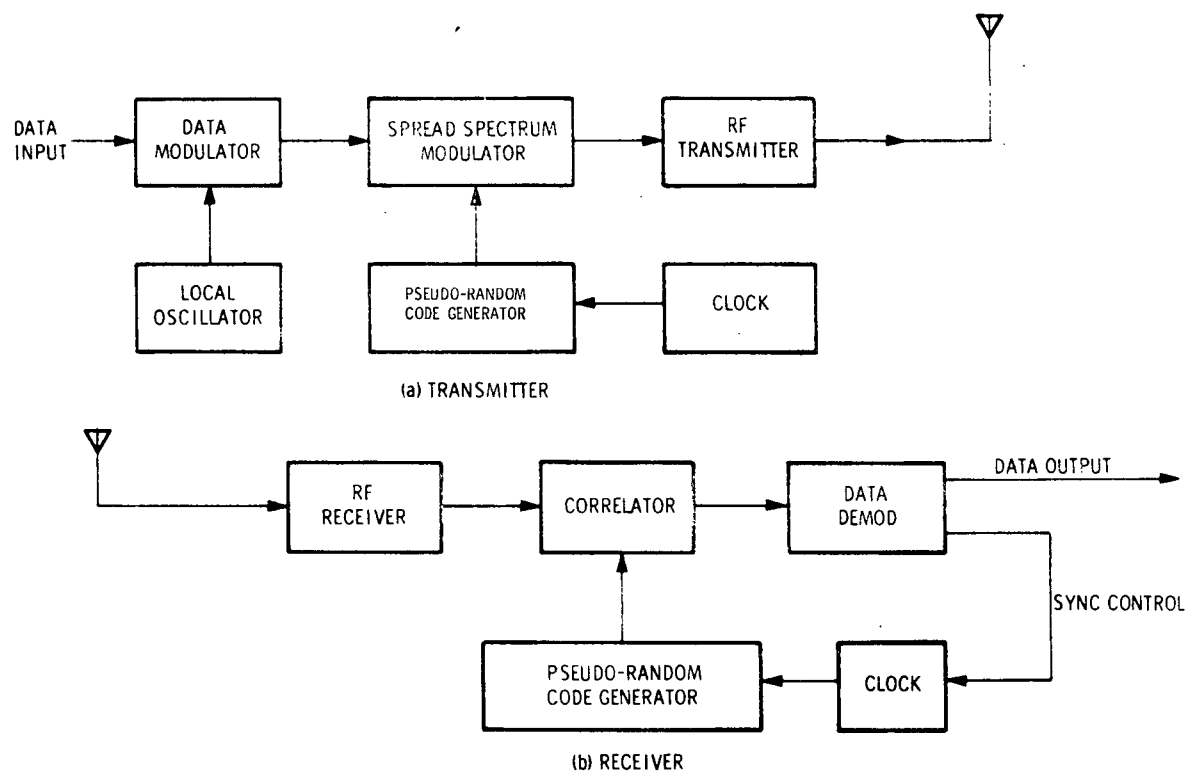 DATA
INPUT
DATA
MODULATOR
SPREAD SPECTRUM
MODULATOR
RF
TRANSMITTER
LOCAL
OSCILLATOR
PSEUDO-RANDOM
CODE GENERATOR
CLOCK
(a) TRANSMITTER
RF
RECEIVER
CORRELATOR
DATA
DEMOD
DATA OUTPUT
SYNC CONTROL
PSEUDO-RANDOM
CODE GENERATOR
CLOCK
(b) RECEIVER